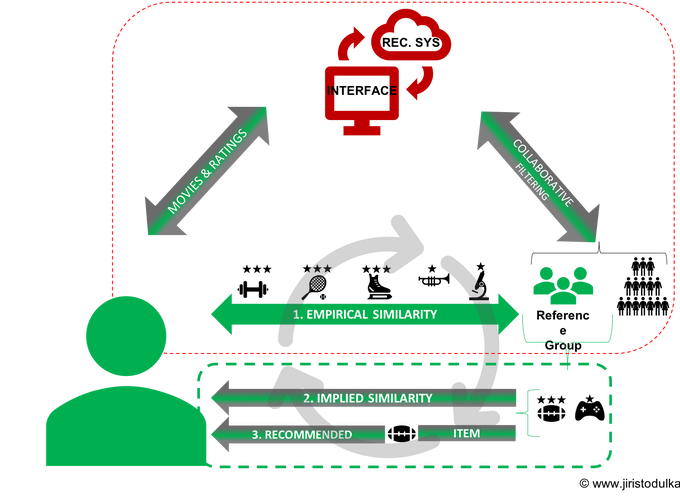 REC. SYS
INTERFACE
MOVIES & RATINGS
COLLABORATIVE
FILTERING
1. EMPIRICAL SIMILARITY
Referenc
e
Group
2. IMPLIED SIMILARITY
3. RECOMMENDED
ITEM
© www.jiristodulka